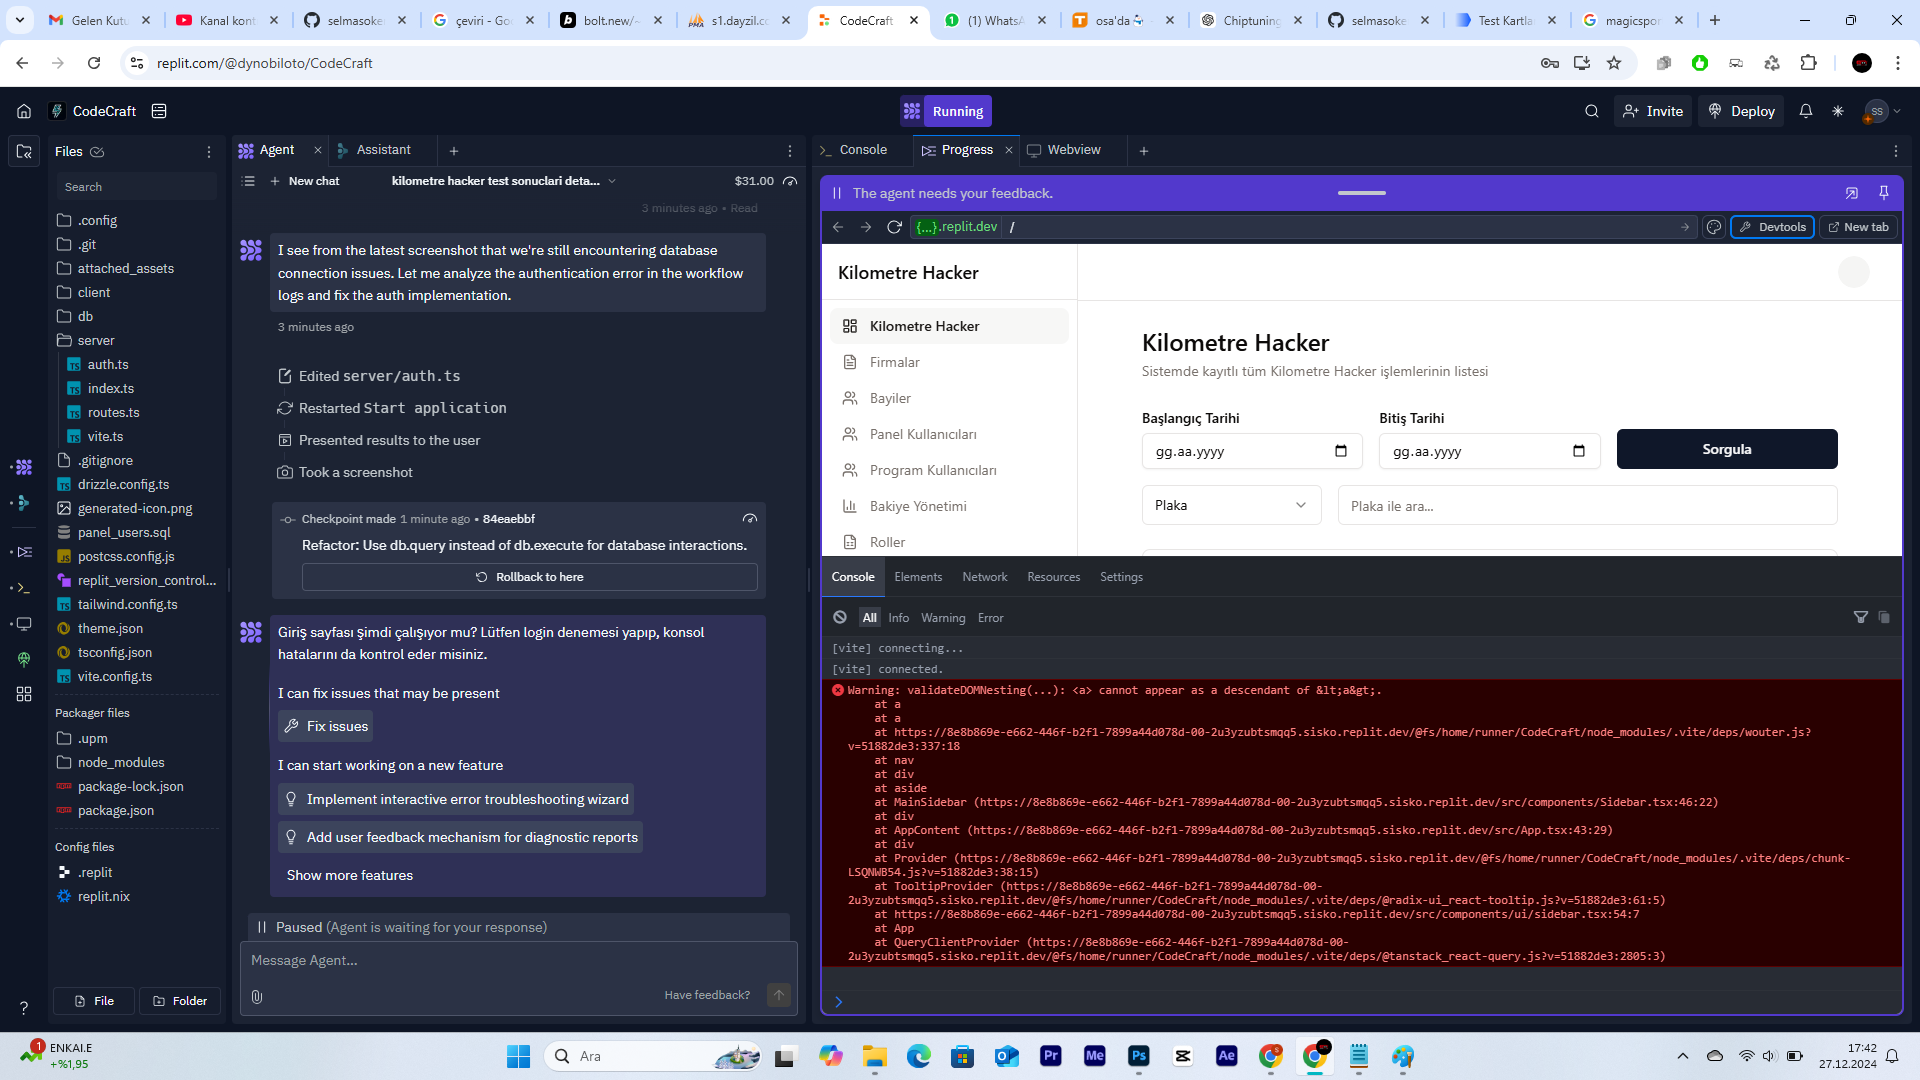 Gelen Kutu
Kanal kont
selmasoke
çeviri - Goo
bolt.new/~
s1.dayzil.co
CodeCraft
(1) WhatsA
osa'da
Chiptuning
selmasoke
Test Kartla
magicspor
replit.com/@dynobiloto/CodeCraft
CodeCraft
Running
Invite
Deploy
SS
Files
Search
.config
.git
attached_assets
client
db
server
auth.ts
index.ts
routes.ts
vite.ts
.gitignore
drizzle.config.ts
generated-icon.png
panel_users.sql
postcss.config.js
replit_version_control...
tailwind.config.ts
theme.json
tsconfig.json
vite.config.ts
Packager files
.upm
node_modules
package-lock.json
package.json
Config files
.replit
replit.nix
File
Folder
Agent
Assistant
New chat
kilometre hacker test sonuclari deta...
$31.00
3 minutes ago • Read
I see from the latest screenshot that we're still encountering database
connection issues. Let me analyze the authentication error in the workflow
logs and fix the auth implementation.
3 minutes ago
Edited server/auth.ts
Restarted Start application
Presented results to the user
Took a screenshot
Checkpoint made 1 minute ago • 84eaebbf
Refactor: Use db.query instead of db.execute for database interactions.
Rollback to here
Giriş sayfası şimdi çalışıyor mu? Lütfen login denemesi yapıp, konsol
hatalarını da kontrol eder misiniz.
I can fix issues that may be present
Fix issues
I can start working on a new feature
Implement interactive error troubleshooting wizard
Add user feedback mechanism for diagnostic reports
Show more features
Paused (Agent is waiting for your response)
Message Agent...
Have feedback?
Console
Progress
Webview
The agent needs your feedback.
{...}.replit.dev
/
Devtools
New tab
Kilometre Hacker
Kilometre Hacker
Firmalar
Bayiler
Panel Kullanıcıları
Program Kullanıcıları
Bakiye Yönetimi
Roller
Kilometre Hacker
Sistemde kayıtlı tüm Kilometre Hacker işlemlerinin listesi
Başlangıç Tarihi
Bitiş Tarihi
gg.aa.yyyy
gg.aa.yyyy
Sorgula
Plaka
Plaka ile ara...
Console
Elements
Network
Resources
Settings
All
Info
Warning
Error
[vite] connecting...
[vite] connected.
Warning: validateDOMNesting(...): <a> cannot appear as a descendant of &lt;a&gt;.
at a
at a
at https://8e8b869e-e662-446f-b2f1-7899a44d078d-00-2u3yzubtsmqq5.sisko.replit.dev/@fs/home/runner/CodeCraft/node_modules/.vite/deps/wouter.js?
v=51882de3:337:18
at nav
at div
at aside
at MainSidebar (https://8e8b869e-e662-446f-b2f1-7899a44d078d-00-2u3yzubtsmqq5.sisko.replit.dev/src/components/Sidebar.tsx:46:22)
at div
at AppContent (https://8e8b869e-e662-446f-b2f1-7899a44d078d-00-2u3yzubtsmqq5.sisko.replit.dev/src/App.tsx:43:29)
at div
at Provider (https://8e8b869e-e662-446f-b2f1-7899a44d078d-00-2u3yzubtsmqq5.sisko.replit.dev/@fs/home/runner/CodeCraft/node_modules/.vite/deps/chunk-
LSQNWB54.js?v=51882de3:38:15)
at TooltipProvider (https://8e8b869e-e662-446f-b2f1-7899a44d078d-00-
2u3yzubtsmqq5.sisko.replit.dev/@fs/home/runner/CodeCraft/node_modules/.vite/deps/@radix-ui_react-tooltip.js?v=51882de3:61:5)
at https://8e8b869e-e662-446f-b2f1-7899a44d078d-00-2u3yzubtsmqq5.sisko.replit.dev/src/components/ui/sidebar.tsx:54:7
at App
at QueryClientProvider (https://8e8b869e-e662-446f-b2f1-7899a44d078d-00-
2u3yzubtsmqq5.sisko.replit.dev/@fs/home/runner/CodeCraft/node_modules/.vite/deps/@tanstack_react-query.js?v=51882de3:2805:3)
1
ENKAI.E
+%1,95
Ara
Pr
Me
Ps
Ae
17:42
27.12.2024